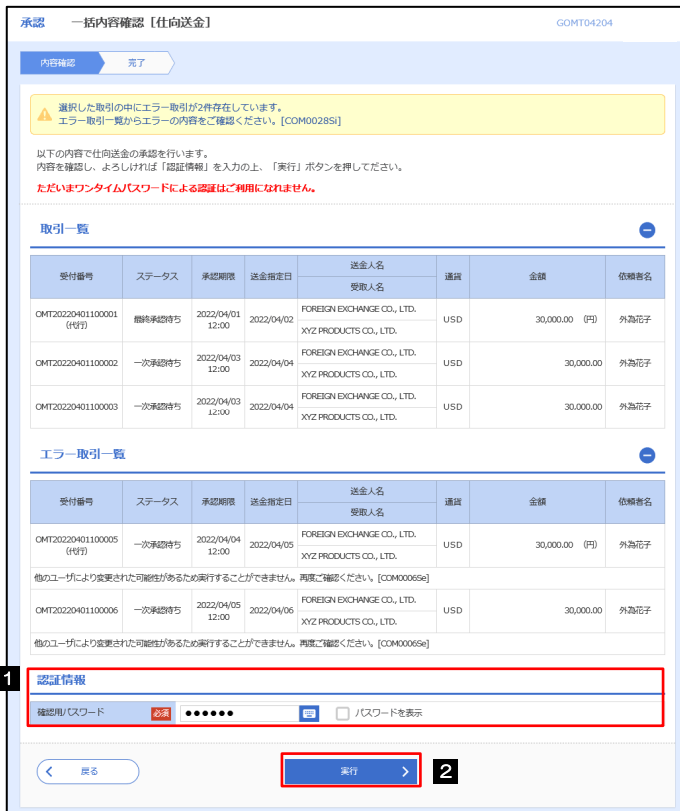 承認 一括内容確認［仕向送金］ GOMT04204
内容確認 完了
選択した取引の中にエラー取引が2件存在しています。
エラー取引一覧からエラーの内容をご確認ください。[COM0028Si]
以下の内容で仕向送金の承認を行います。
内容を確認し、よろしければ「認証情報」を入力の上、「実行」ボタンを押してださい。
ただいまワンタイムパスワードによる認証はご利用になれません。
取引一覧
受付番号 ステータス 承認期限 送金指定日 送金人名 通貨 金額 依頼者名
受取人名
OMT20220401100001 最終承認待ち 2022/04/01 2022/04/02 FOREIGN EXCHANGE CO., LTD. USD 30,000.00 (円) 外為花子
(代行) 12:00 XYZ PRODUCTS CO., LTD.
OMT20220401100002 一次承認待ち 2022/04/03 2022/04/04 FOREIGN EXCHANGE CO., LTD. USD 30,000.00 外為花子
12:00 XYZ PRODUCTS CO., LTD.
OMT20220401100003 一次承認待ち 2022/04/03 2022/04/04 FOREIGN EXCHANGE CO., LTD. USD 30,000.00 外為花子
12:00 XYZ PRODUCTS CO., LTD.
エラー取引一覧
受付番号 ステータス 承認期限 送金指定日 送金人名 通貨 金額 依頼者名
受取人名
OMT20220401100005 一次承認待ち 2022/04/04 2022/04/05 FOREIGN EXCHANGE CO., LTD. USD 30,000.00 (円) 外為花子
(代行) 12:00 XYZ PRODUCTS CO., LTD.
他のユーザにより変更された可能性があるため実行することができません。再度ご確認ください。[COM0006Se]
OMT20220401100006 一次承認待ち 2022/04/05 2022/04/06 FOREIGN EXCHANGE CO., LTD. USD 30,000.00 外為花子
12:00 XYZ PRODUCTS CO., LTD.
他のユーザにより変更された可能性があるため実行することができません。再度ご確認ください。[COM0006Se]
1
認証情報
確認用パスワード 必須 ●●●●●● パスワードを表示
戻る 実行 2